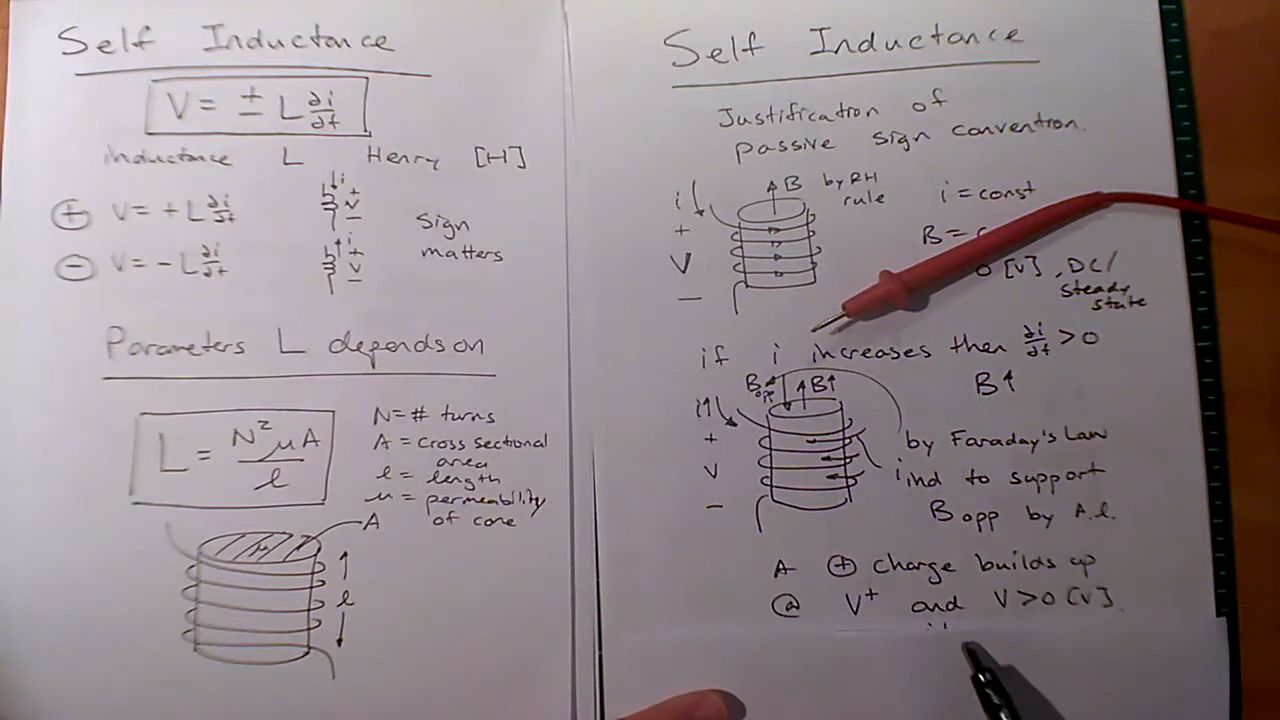 Self Inductance
V = ± L ∂i/∂t
inductance L Henry [H]
⊕ V = + L ∂i/∂t i + v −
⊖ V = − L ∂i/∂t i + v −
sign
matters
Parameters L depends on
L = N²μA / l
N = # turns
A = cross sectional
area
l = length
μ = permeability
of core
A
μ
l
Self Inductance
Justification of
passive sign convention.
i
+
V
−
B by RH
rule
i = const
B =
0 [V], DC/
steady
state
if i increases then ∂i/∂t > 0
B↑
B opp B↑
i↑
+
V
−
by Faraday's Law
i ind to support
B opp by A.L.
A ⊕ charge builds up
@ V⁺ and V > 0 [V].